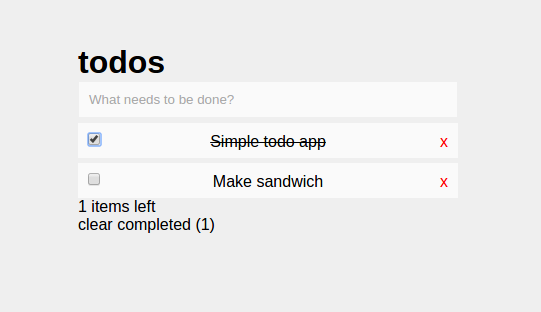 todos
What needs to be done?
Simple todo app x
Make sandwich x
1 items left
clear completed (1)